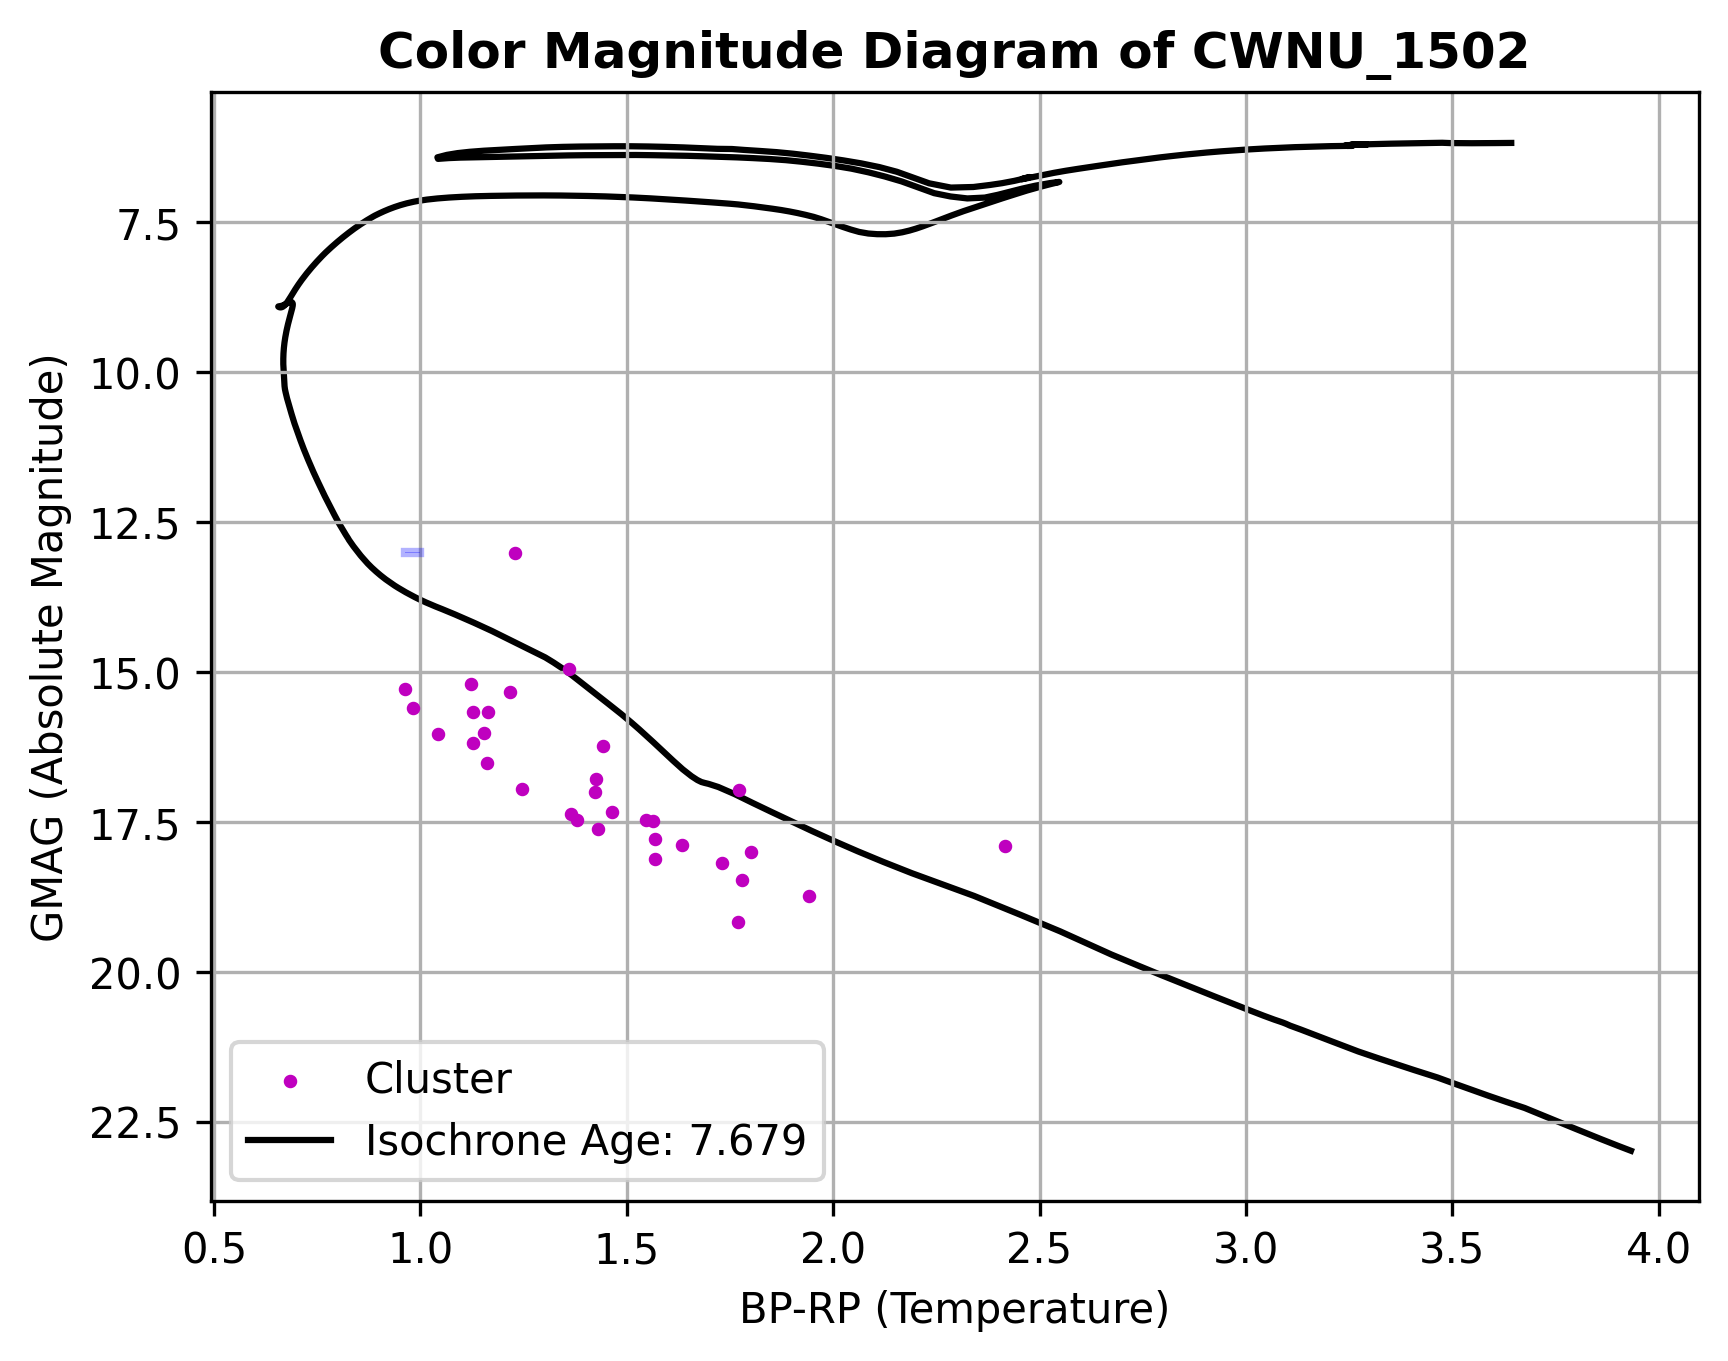 Color Magnitude Diagram of CWNU_1502
GMAG (Absolute Magnitude)
7.5
10.0
12.5
15.0
17.5
20.0
22.5
Cluster
Isochrone Age: 7.679
0.5 1.0 1.5 2.0 2.5 3.0 3.5 4.0
BP-RP (Temperature)